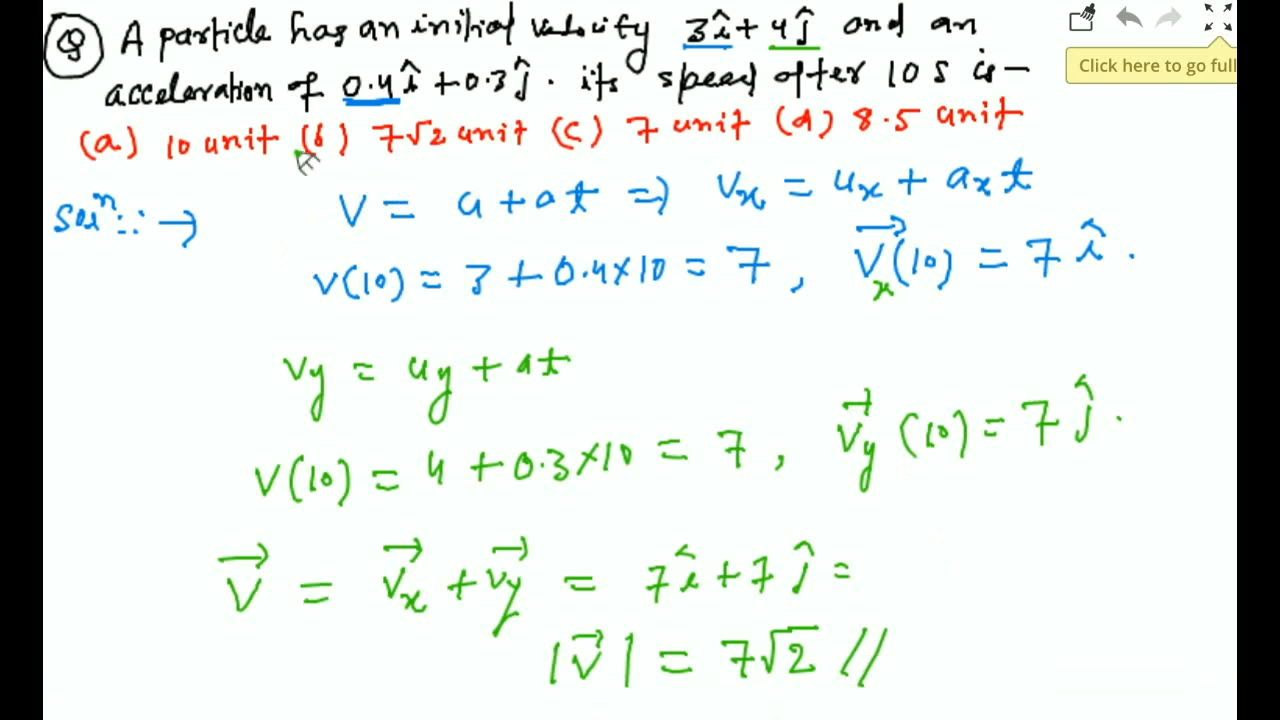 Q A particle has an initial velocity 3î + 4ĵ and an
acceleration of 0.4î + 0.3ĵ. its speed after 10 s is–
Click here to go full
(a) 10 unit (b) 7√2 unit (c) 7 unit (d) 8.5 unit
Solⁿ :→ V = u + at ⇒ Vx = ux + ax t
V(10) = 3 + 0.4×10 = 7, V⃗x(10) = 7 î.
Vy = uy + at
V(10) = 4 + 0.3×10 = 7, V⃗y(10) = 7 ĵ.
V⃗ = V⃗x + V⃗y = 7î + 7ĵ =
|V⃗| = 7√2 //